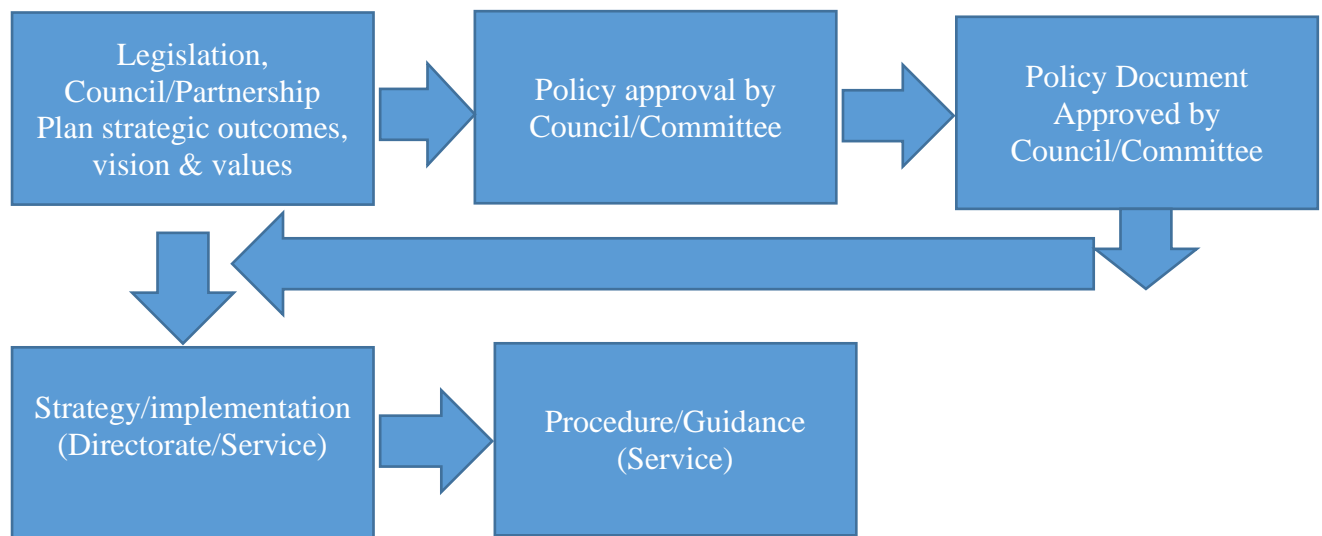 Legislation,
Council/Partnership
Plan strategic outcomes,
vision & values
Policy approval by
Council/Committee
Policy Document
Approved by
Council/Committee
Strategy/implementation
(Directorate/Service)
Procedure/Guidance
(Service)